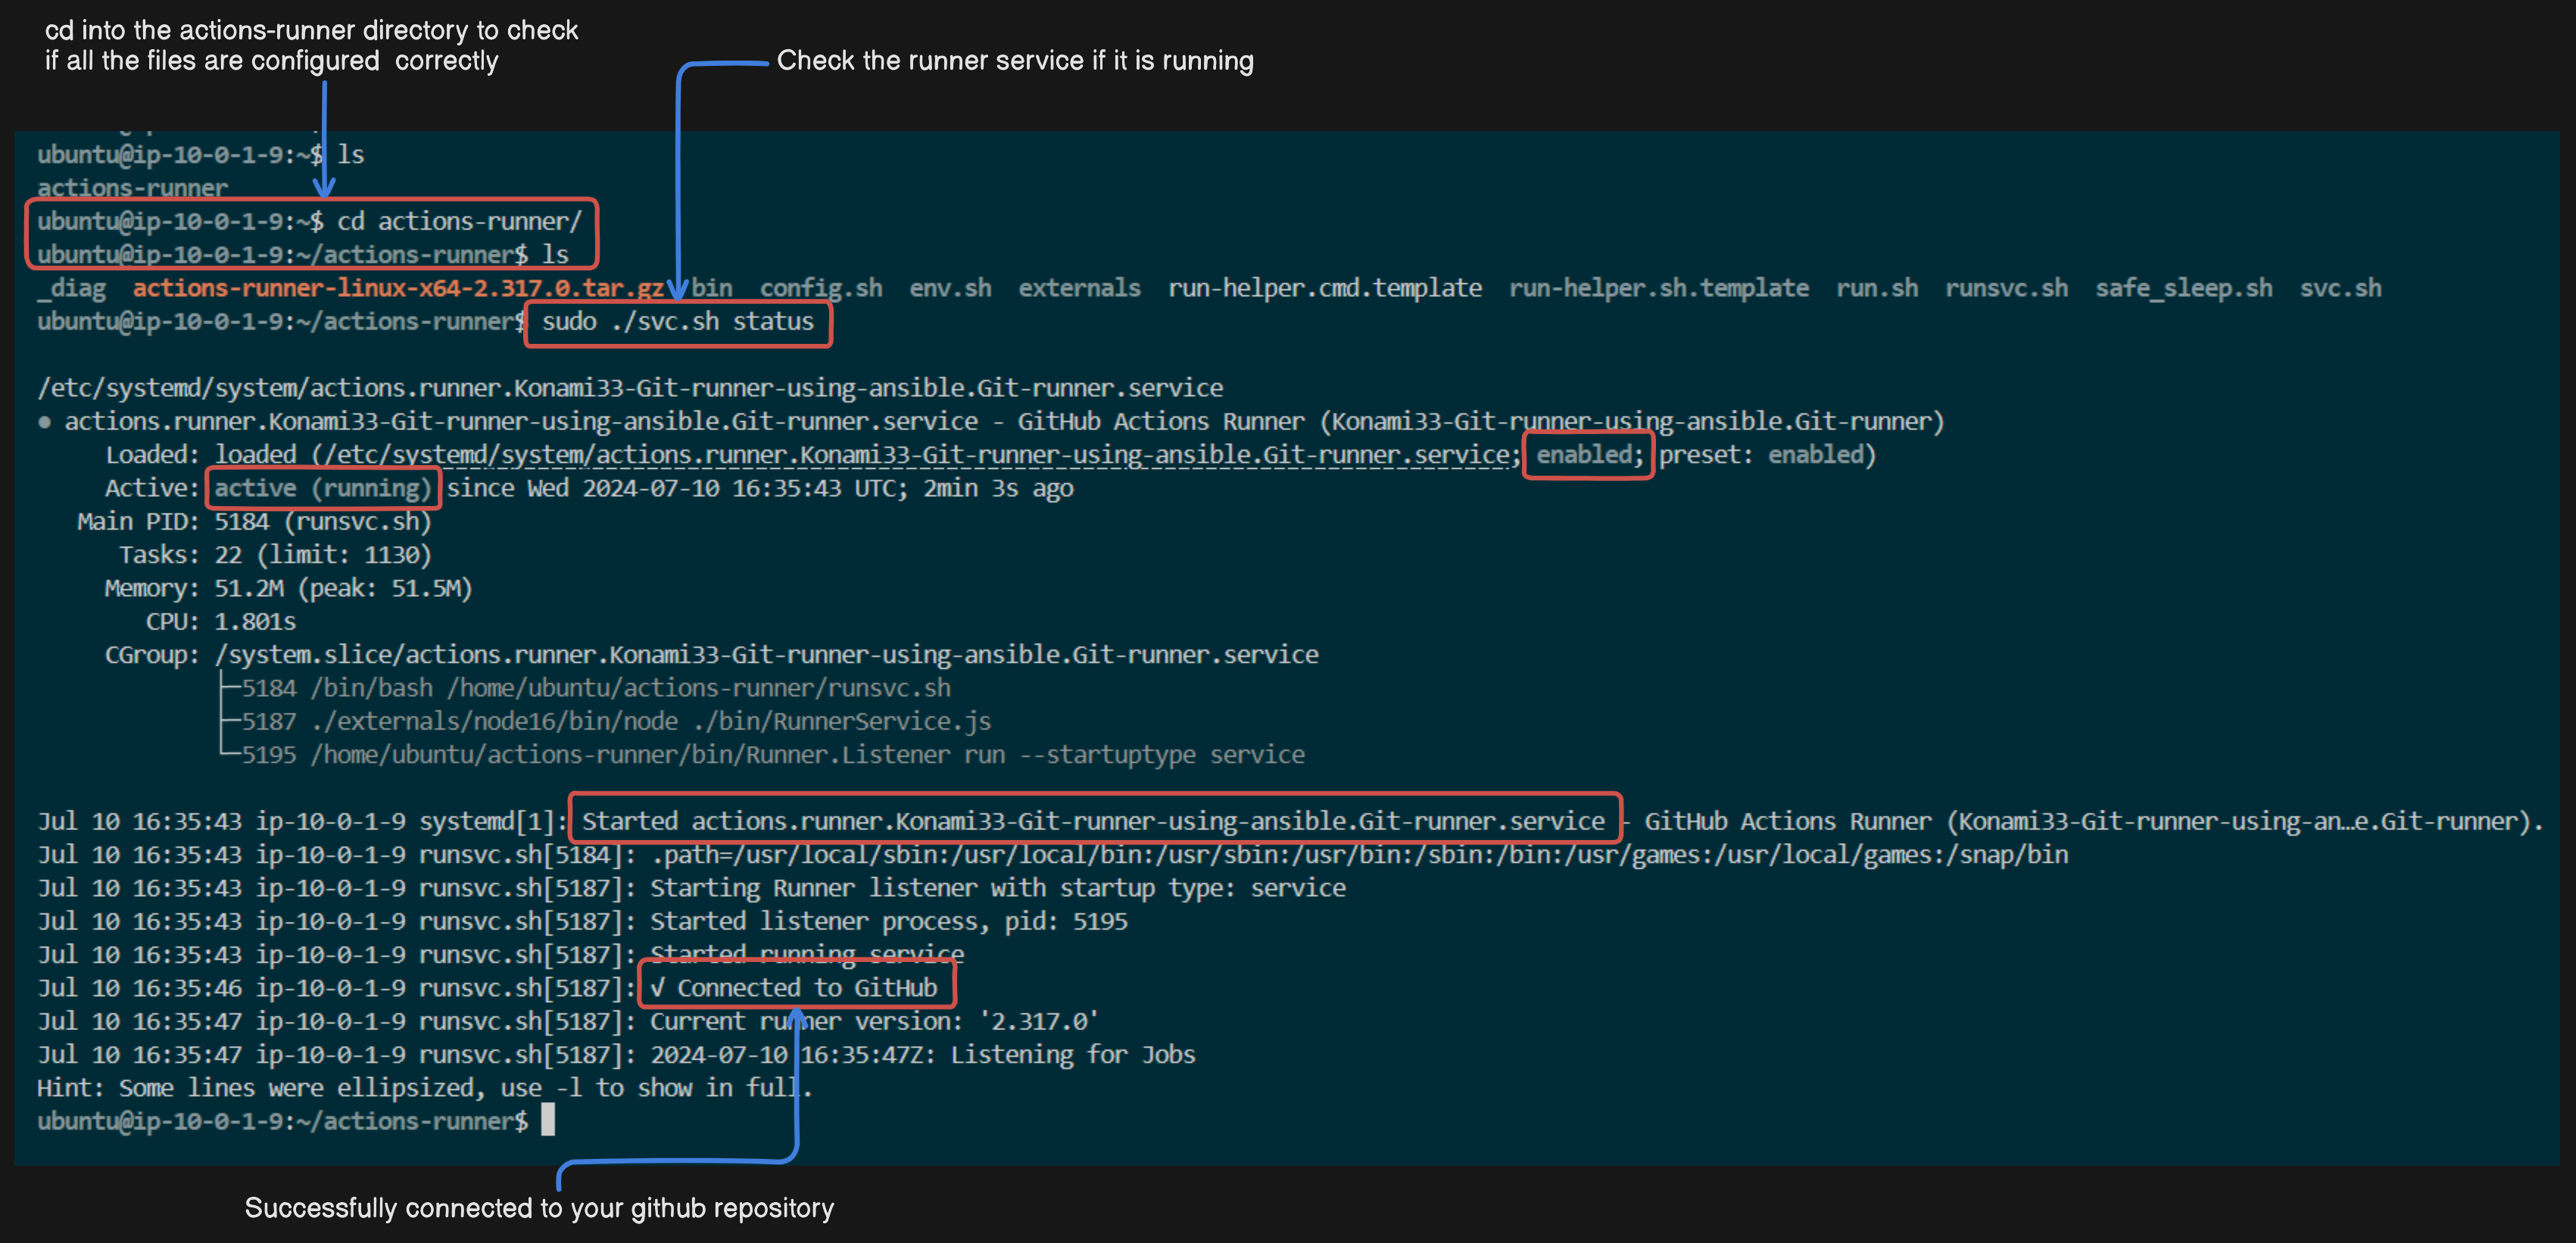 cd into the actions-runner directory to check
if all the files are configured correctly
Check the runner service if it is running
ubuntu@ip-10-0-1-9:~$ ls
actions-runner
ubuntu@ip-10-0-1-9:~$ cd actions-runner/
ubuntu@ip-10-0-1-9:~/actions-runner$ ls
_diag actions-runner-linux-x64-2.317.0.tar.gz bin config.sh env.sh externals run-helper.cmd.template run-helper.sh.template run.sh runsvc.sh safe_sleep.sh svc.sh
ubuntu@ip-10-0-1-9:~/actions-runner$ sudo ./svc.sh status
/etc/systemd/system/actions.runner.Konami33-Git-runner-using-ansible.Git-runner.service
● actions.runner.Konami33-Git-runner-using-ansible.Git-runner.service - GitHub Actions Runner (Konami33-Git-runner-using-ansible.Git-runner)
Loaded: loaded (/etc/systemd/system/actions.runner.Konami33-Git-runner-using-ansible.Git-runner.service; enabled; preset: enabled)
Active: active (running) since Wed 2024-07-10 16:35:43 UTC; 2min 3s ago
Main PID: 5184 (runsvc.sh)
Tasks: 22 (limit: 1130)
Memory: 51.2M (peak: 51.5M)
CPU: 1.801s
CGroup: /system.slice/actions.runner.Konami33-Git-runner-using-ansible.Git-runner.service
├─5184 /bin/bash /home/ubuntu/actions-runner/runsvc.sh
├─5187 ./externals/node16/bin/node ./bin/RunnerService.js
└─5195 /home/ubuntu/actions-runner/bin/Runner.Listener run --startuptype service
Jul 10 16:35:43 ip-10-0-1-9 systemd[1]: Started actions.runner.Konami33-Git-runner-using-ansible.Git-runner.service - GitHub Actions Runner (Konami33-Git-runner-using-an…e.Git-runner).
Jul 10 16:35:43 ip-10-0-1-9 runsvc.sh[5184]: .path=/usr/local/sbin:/usr/local/bin:/usr/sbin:/usr/bin:/sbin:/bin:/usr/games:/usr/local/games:/snap/bin
Jul 10 16:35:43 ip-10-0-1-9 runsvc.sh[5187]: Starting Runner listener with startup type: service
Jul 10 16:35:43 ip-10-0-1-9 runsvc.sh[5187]: Started listener process, pid: 5195
Jul 10 16:35:43 ip-10-0-1-9 runsvc.sh[5187]: Started running service
Jul 10 16:35:46 ip-10-0-1-9 runsvc.sh[5187]: √ Connected to GitHub
Jul 10 16:35:47 ip-10-0-1-9 runsvc.sh[5187]: Current runner version: '2.317.0'
Jul 10 16:35:47 ip-10-0-1-9 runsvc.sh[5187]: 2024-07-10 16:35:47Z: Listening for Jobs
Hint: Some lines were ellipsized, use -l to show in full.
ubuntu@ip-10-0-1-9:~/actions-runner$
Successfully connected to your github repository